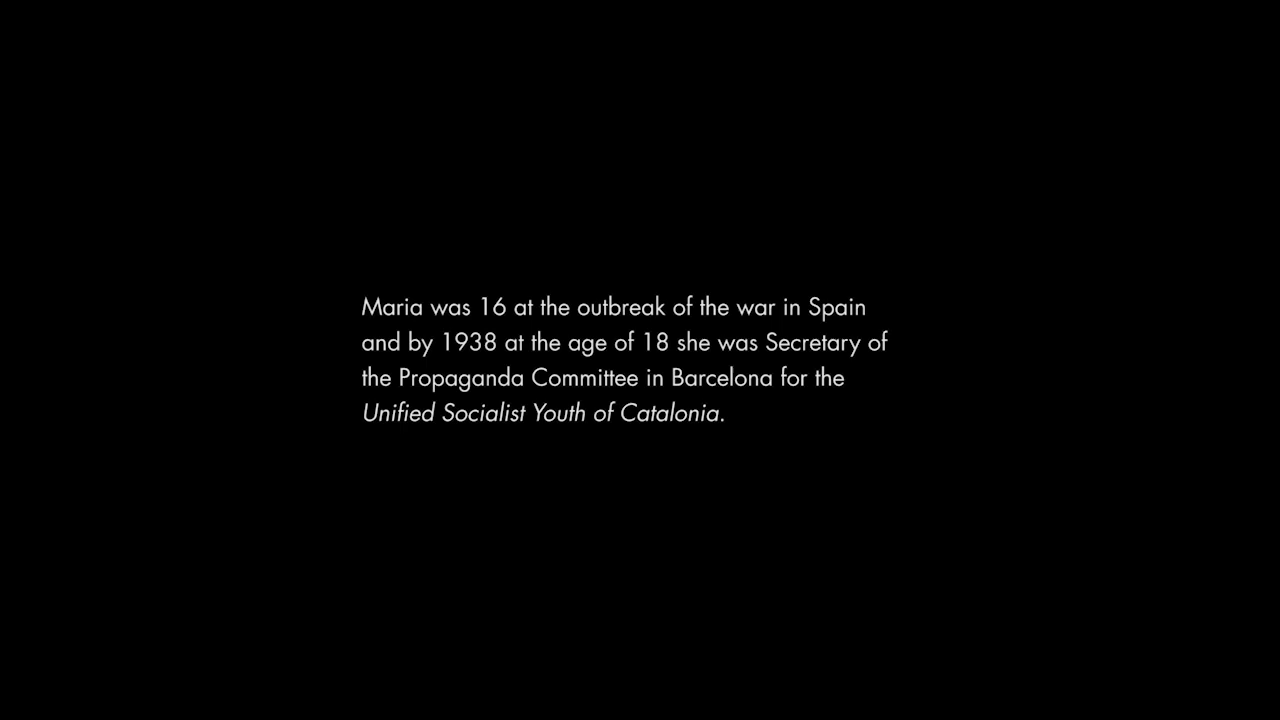 Maria was 16 at the outbreak of the war in Spain
and by 1938 at the age of 18 she was Secretary of
the Propaganda Committee in Barcelona for the
Unified Socialist Youth of Catalonia.